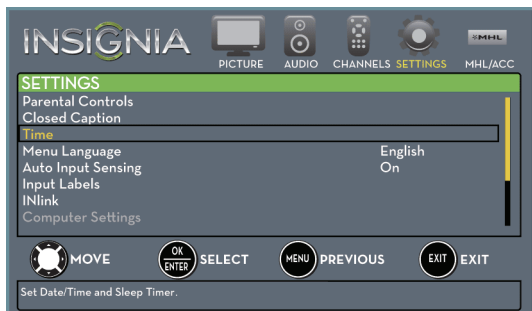 INSIGNIA
PICTURE AUDIO CHANNELS SETTINGS MHL MHL/ACC
SETTINGS
Parental Controls
Closed Caption
Time
Menu Language English
Auto Input Sensing On
Input Labels
INlink
Computer Settings
MOVE OK ENTER SELECT MENU PREVIOUS EXIT EXIT
Set Date/Time and Sleep Timer.